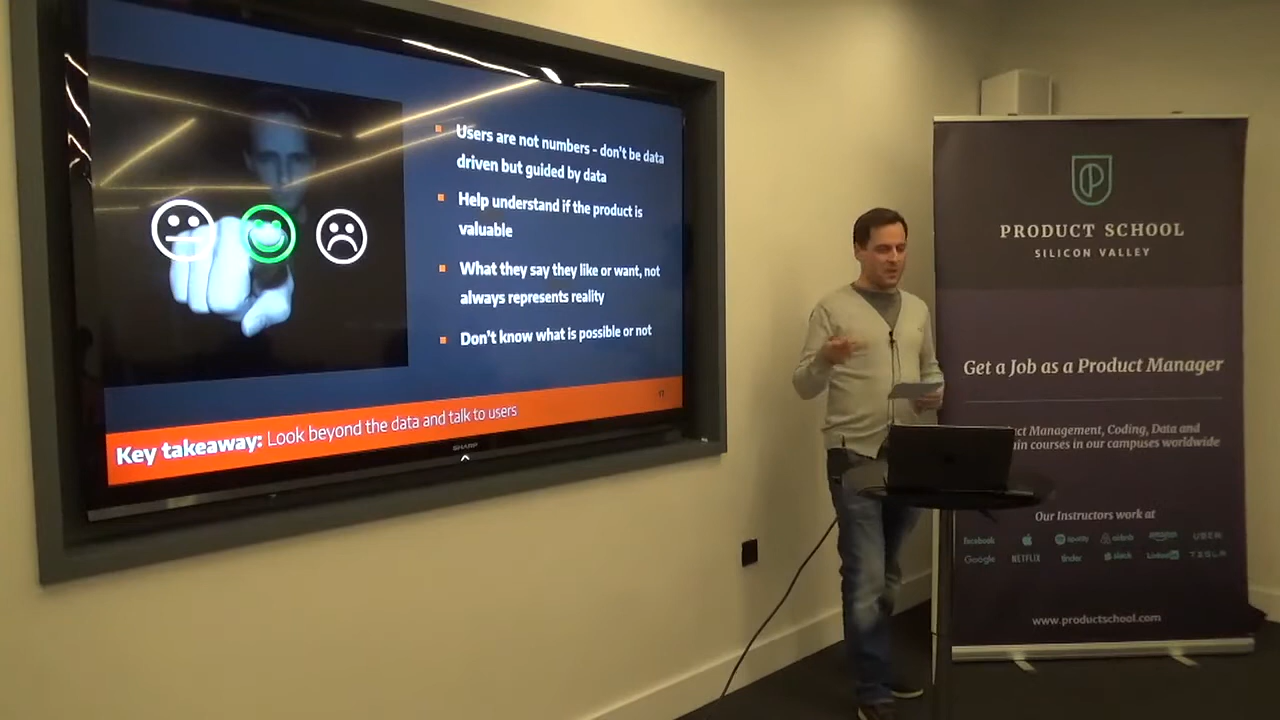 Users are not numbers - don't be data
driven but guided by data
Help understand if the product is
valuable
What they say they like or want, not
always represents reality
Don't know what is possible or not
17
Key takeaway: Look beyond the data and talk to users
SHARP
PRODUCT SCHOOL
SILICON VALLEY
Get a Job as a Product Manager
Management, Coding, Data and
courses in our campuses worldwide
Our Instructors work at
facebook Spotify airbnb amazon UBER
Google NETFLIX tinder slack LinkedIn TESLA
www.productschool.com